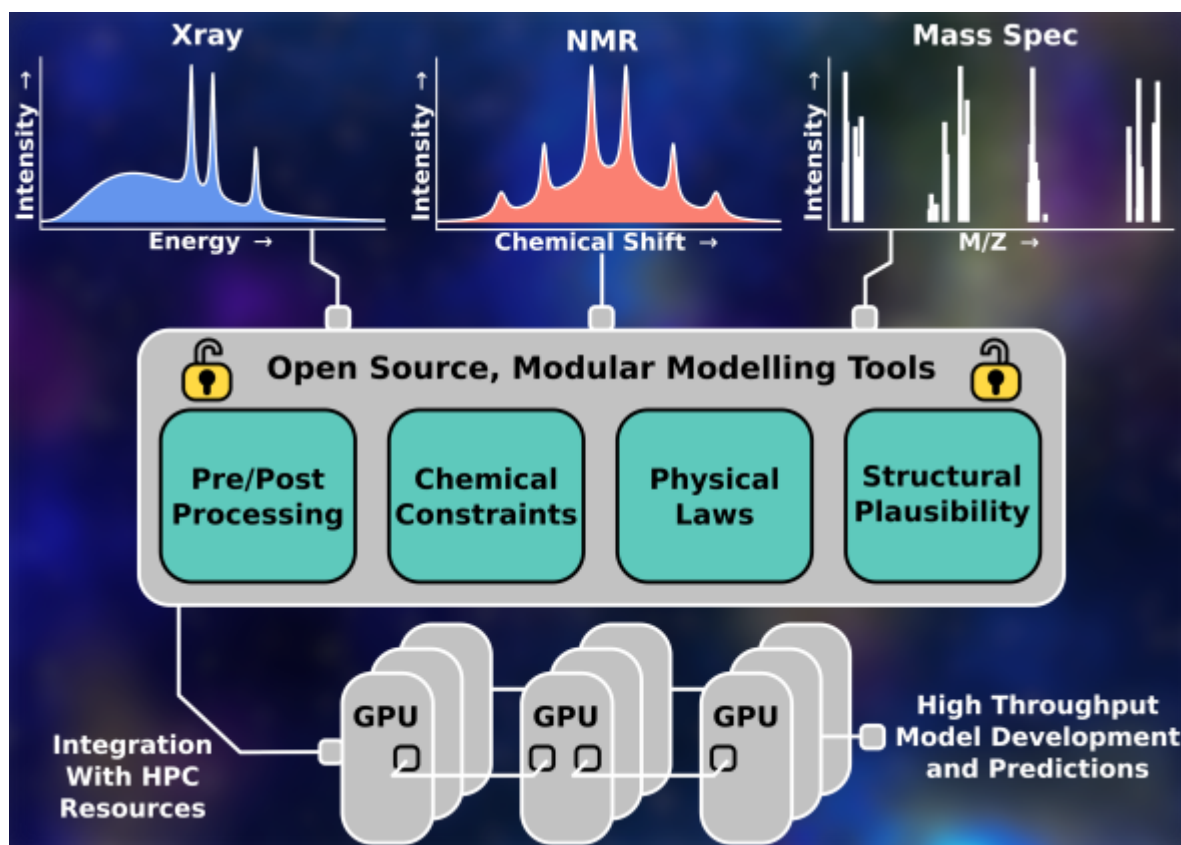 Xray
NMR
Mass Spec
Intensity →
Energy →
Intensity →
Chemical Shift →
Intensity →
M/Z →
Open Source, Modular Modelling Tools
Pre/Post
Processing
Chemical
Constraints
Physical
Laws
Structural
Plausibility
GPU
GPU
GPU
Integration
With HPC
Resources
High Throughput
Model Development
and Predictions